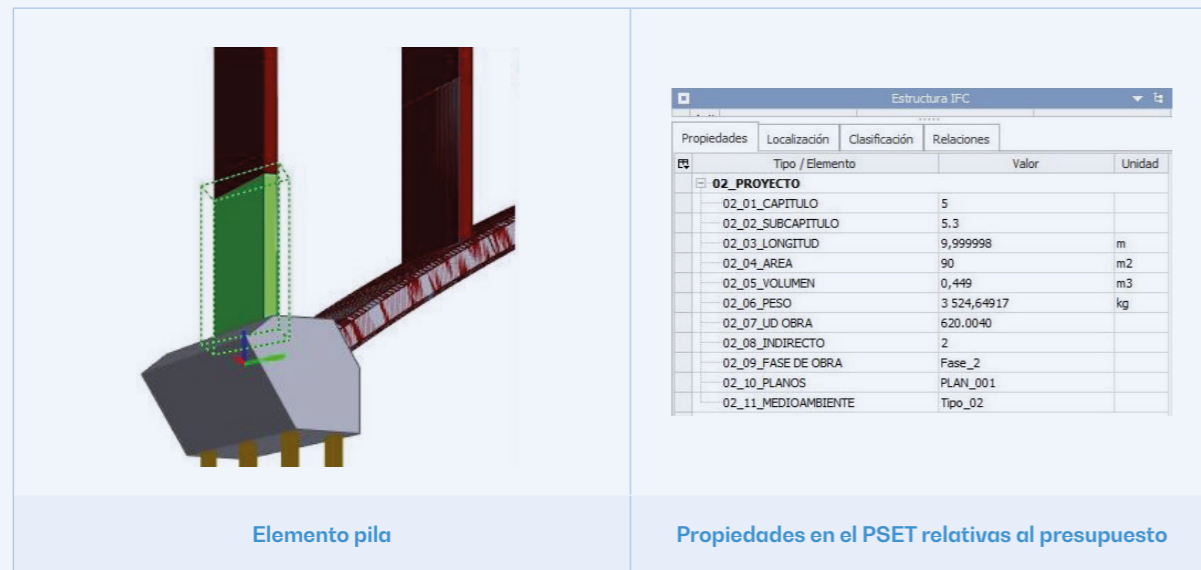 Estructura IFC
Propiedades Localización Clasificación Relaciones
Tipo / Elemento Valor Unidad
02_PROYECTO
02_01_CAPITULO 5
02_02_SUBCAPITULO 5.3
02_03_LONGITUD 9,999998 m
02_04_AREA 90 m2
02_05_VOLUMEN 0,449 m3
02_06_PESO 3 524,64917 kg
02_07_UD OBRA 620.0040
02_08_INDIRECTO 2
02_09_FASE DE OBRA Fase_2
02_10_PLANOS PLAN_001
02_11_MEDIOAMBIENTE Tipo_02
Elemento pila
Propiedades en el PSET relativas al presupuesto